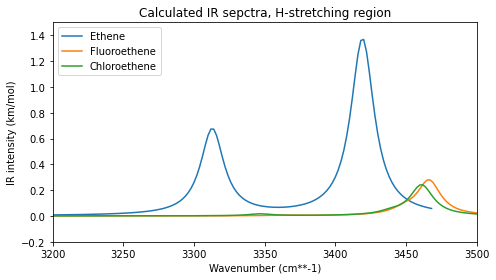 Calculated IR sepctra, H-stretching region
Ethene
Fluoroethene
Chloroethene
IR intensity (km/mol)
1.4
1.2
1.0
0.8
0.6
0.4
0.2
0.0
−0.2
3200 3250 3300 3350 3400 3450 3500
Wavenumber (cm**-1)